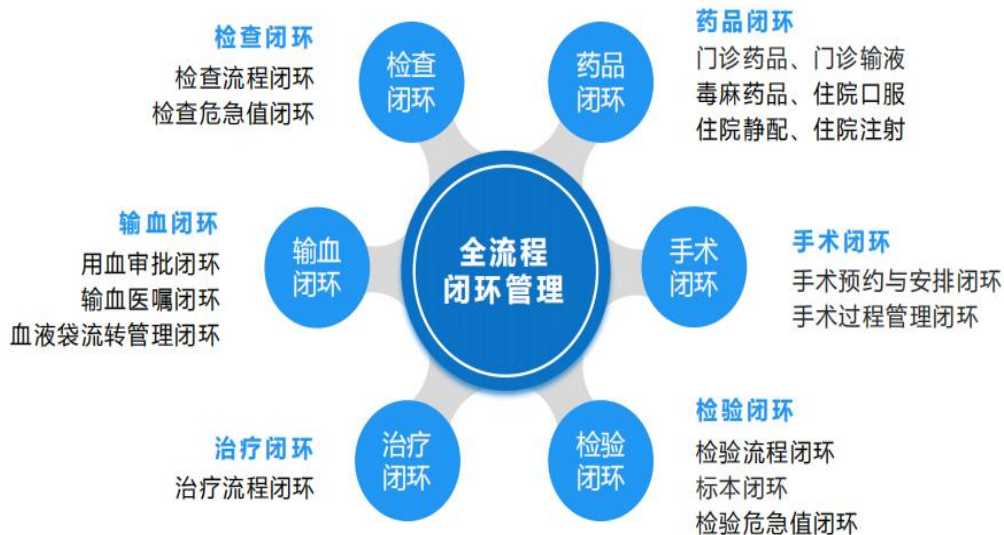 检查闭环
检查流程闭环
检查危急值闭环
检查
闭环
药品
闭环
药品闭环
门诊药品、门诊输液
毒麻药品、住院口服
住院静配、住院注射
输血闭环
用血审批闭环
输血医嘱闭环
血液袋流转管理闭环
输血
闭环
全流程
闭环管理
手术
闭环
手术闭环
手术预约与安排闭环
手术过程管理闭环
治疗闭环
治疗流程闭环
治疗
闭环
检验
闭环
检验闭环
检验流程闭环
标本闭环
检验危急值闭环